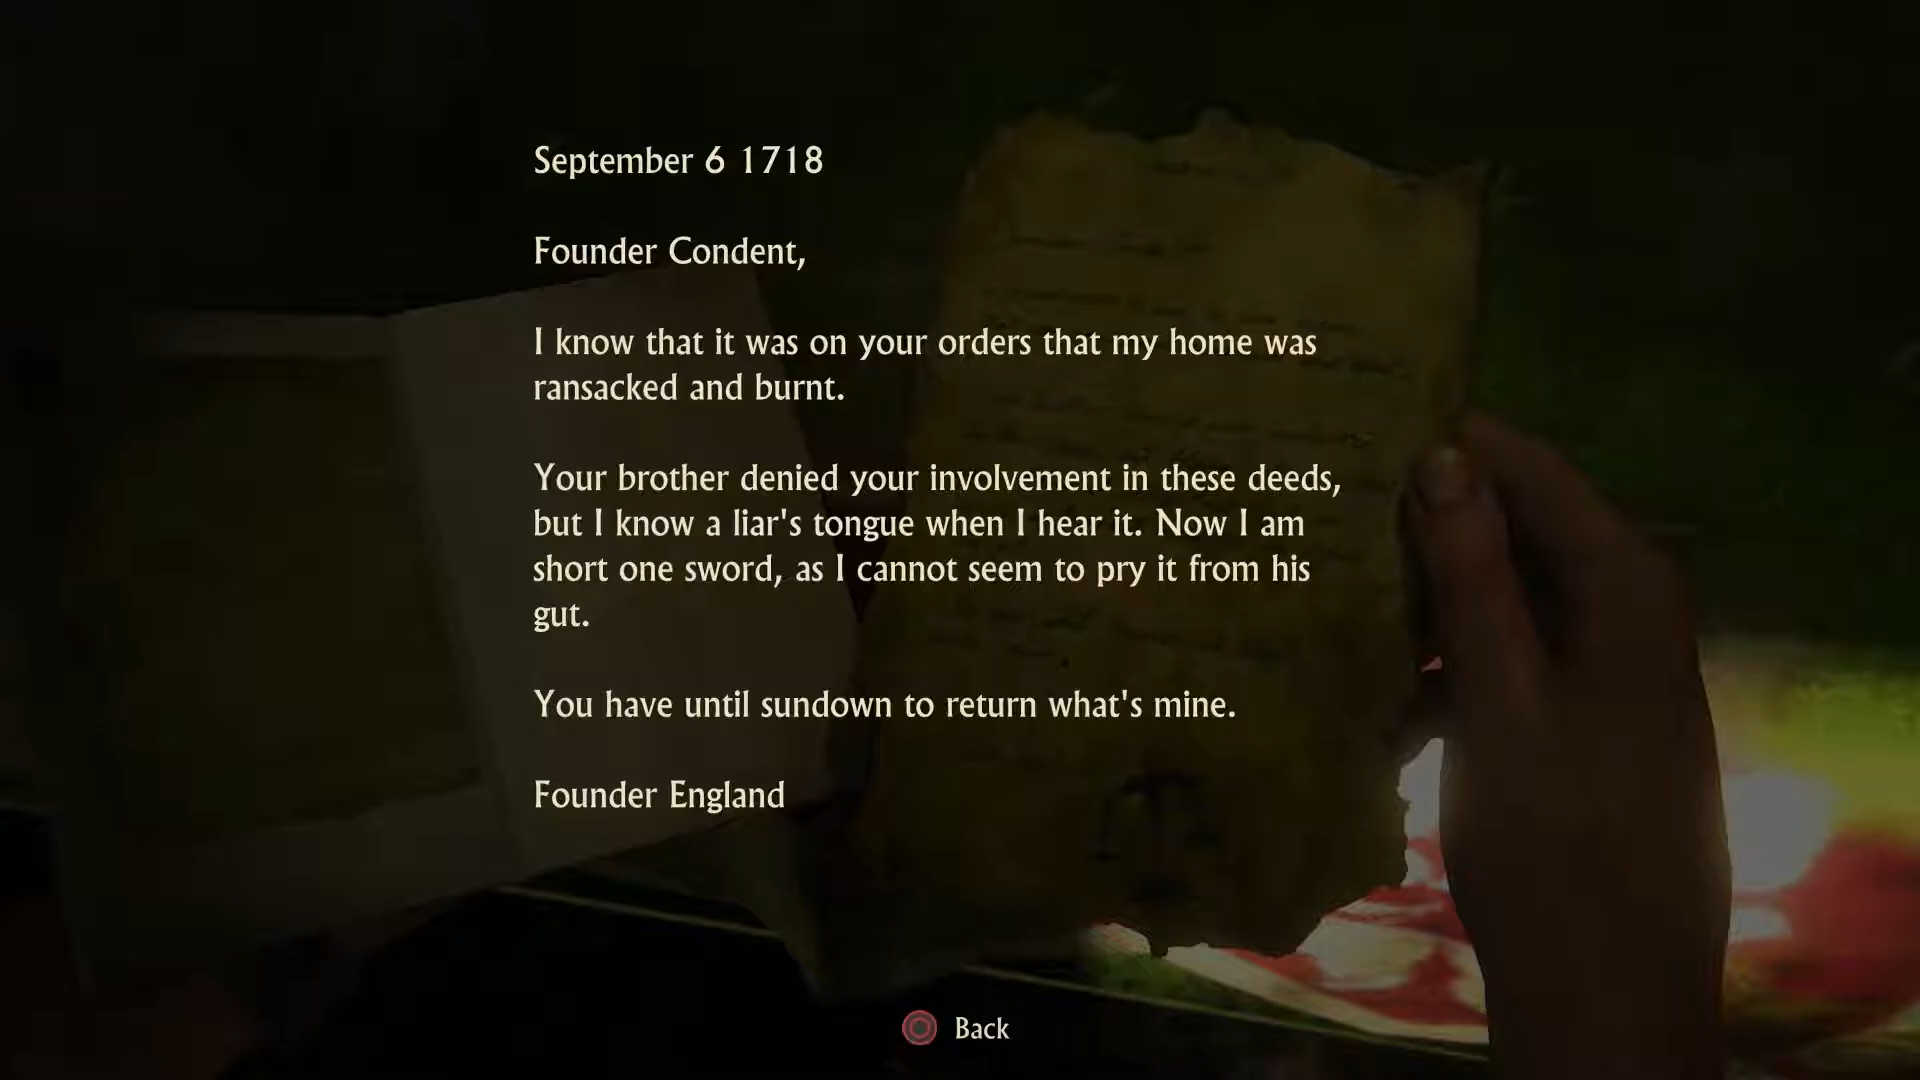 September 6 1718
Founder Condent,
I know that it was on your orders that my home was
ransacked and burnt.
Your brother denied your involvement in these deeds,
but I know a liar's tongue when I hear it. Now I am
short one sword, as I cannot seem to pry it from his
gut.
You have until sundown to return what's mine.
Founder England
Back